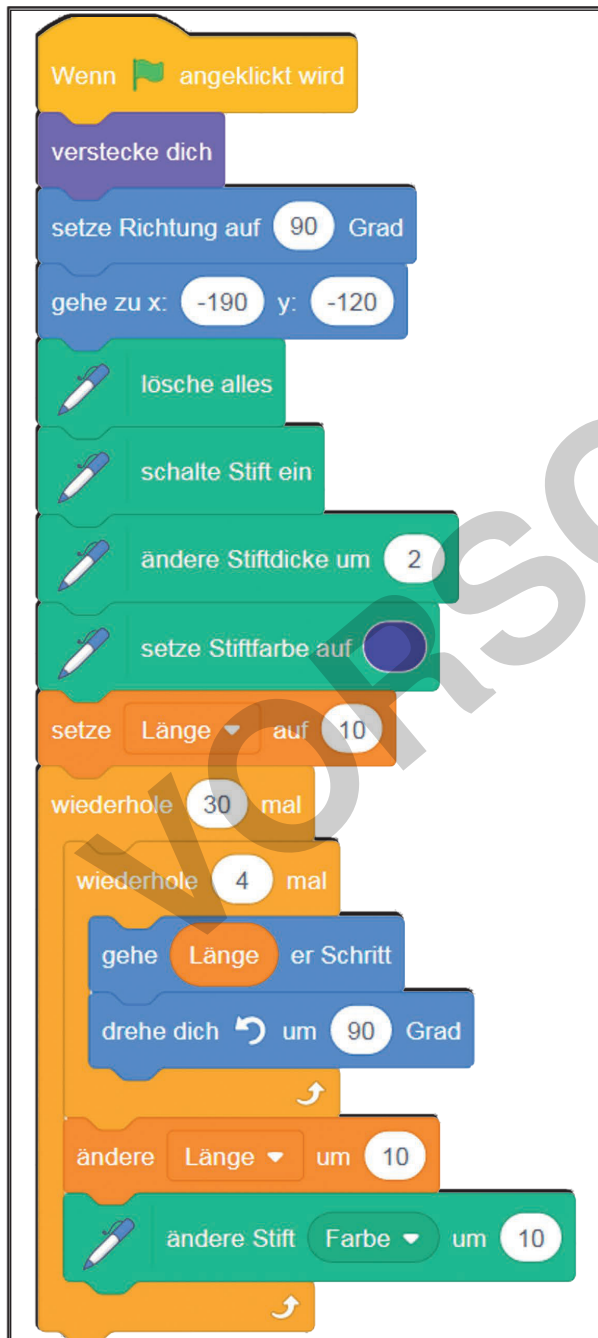 Wenn angeklickt wird
verstecke dich
setze Richtung auf 90 Grad
gehe zu x: -190 y: -120
lösche alles
schalte Stift ein
ändere Stiftdicke um 2
setze Stiftfarbe auf
setze Länge auf 10
wiederhole 30 mal
wiederhole 4 mal
gehe Länge er Schritt
drehe dich um 90 Grad
ändere Länge um 10
ändere Stift Farbe um 10
VORSC